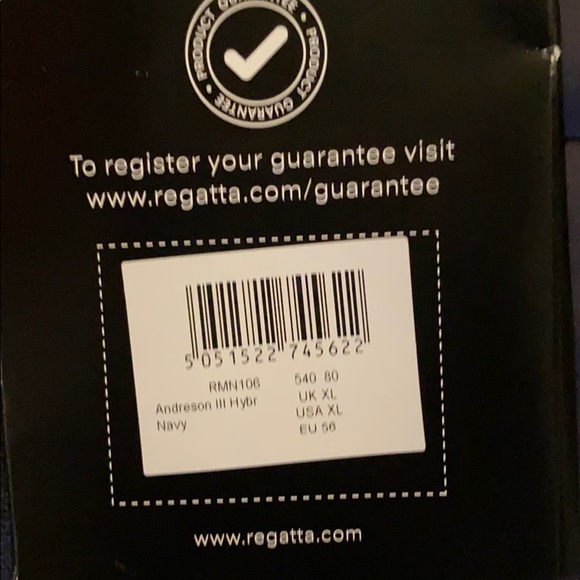 PRODUCT GUARANTEE • PRODUCT GUARANTEE •
To register your guarantee visit
www.regatta.com/guarantee
5 051522 745622
RMN106 540 80
Andreson III Hybr UK XL
Navy USA XL
EU 56
www.regatta.com